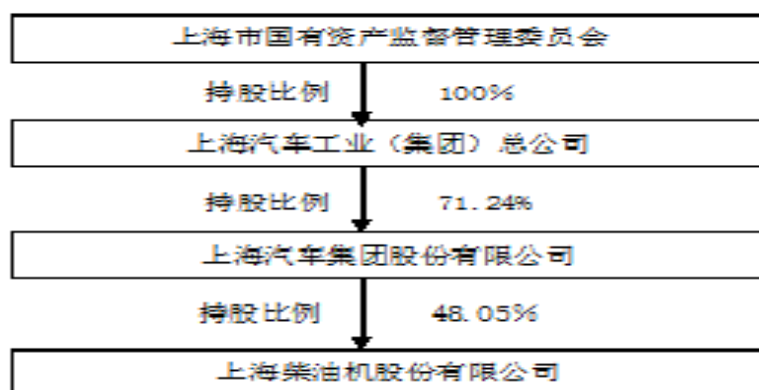 上海市国有资产监督管理委员会
持股比例 100%
上海汽车工业（集团）总公司
持股比例 71.24%
上海汽车集团股份有限公司
持股比例 48.05%
上海柴油机股份有限公司